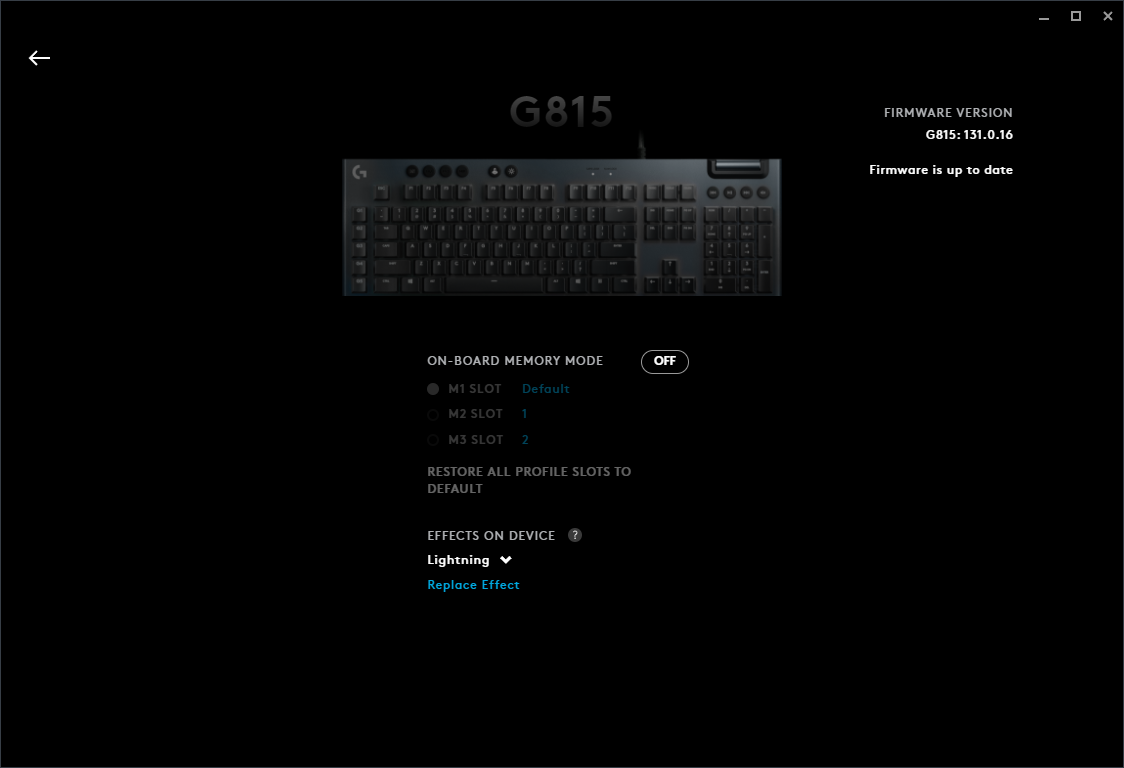 G815
FIRMWARE VERSION
G815: 131.0.16
Firmware is up to date
ON-BOARD MEMORY MODE
OFF
M1 SLOT Default
M2 SLOT 1
M3 SLOT 2
RESTORE ALL PROFILE SLOTS TO
DEFAULT
EFFECTS ON DEVICE ?
Lightning
Replace Effect